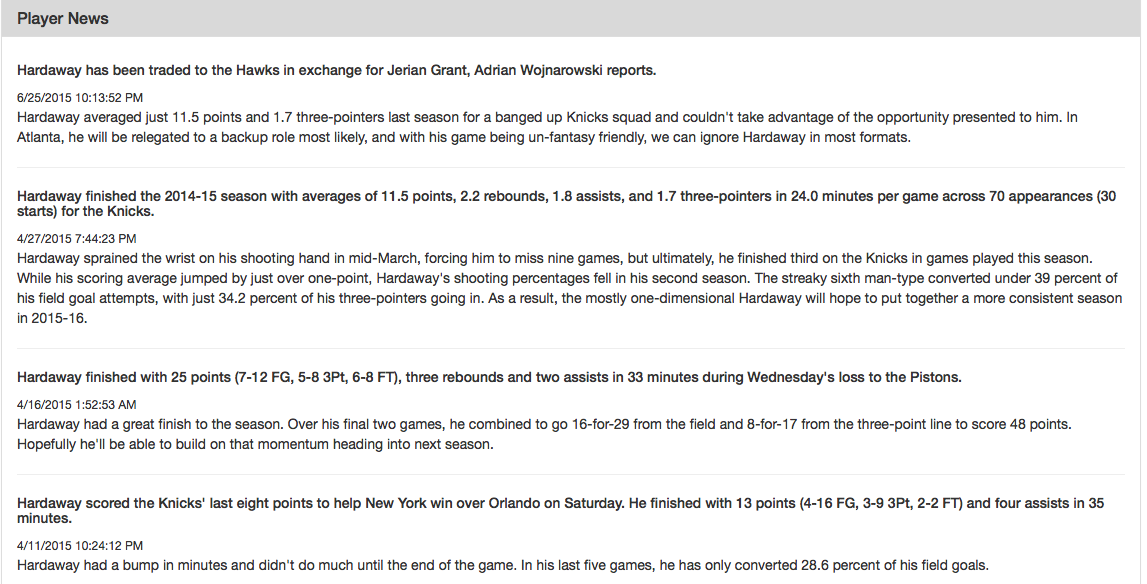 Player News
Hardaway has been traded to the Hawks in exchange for Jerian Grant, Adrian Wojnarowski reports.
6/25/2015 10:13:52 PM
Hardaway averaged just 11.5 points and 1.7 three-pointers last season for a banged up Knicks squad and couldn't take advantage of the opportunity presented to him. In
Atlanta, he will be relegated to a backup role most likely, and with his game being un-fantasy friendly, we can ignore Hardaway in most formats.
Hardaway finished the 2014-15 season with averages of 11.5 points, 2.2 rebounds, 1.8 assists, and 1.7 three-pointers in 24.0 minutes per game across 70 appearances (30
starts) for the Knicks.
4/27/2015 7:44:23 PM
Hardaway sprained the wrist on his shooting hand in mid-March, forcing him to miss nine games, but ultimately, he finished third on the Knicks in games played this season.
While his scoring average jumped by just over one-point, Hardaway's shooting percentages fell in his second season. The streaky sixth man-type converted under 39 percent of
his field goal attempts, with just 34.2 percent of his three-pointers going in. As a result, the mostly one-dimensional Hardaway will hope to put together a more consistent season
in 2015-16.
Hardaway finished with 25 points (7-12 FG, 5-8 3Pt, 6-8 FT), three rebounds and two assists in 33 minutes during Wednesday's loss to the Pistons.
4/16/2015 1:52:53 AM
Hardaway had a great finish to the season. Over his final two games, he combined to go 16-for-29 from the field and 8-for-17 from the three-point line to score 48 points.
Hopefully he'll be able to build on that momentum heading into next season.
Hardaway scored the Knicks' last eight points to help New York win over Orlando on Saturday. He finished with 13 points (4-16 FG, 3-9 3Pt, 2-2 FT) and four assists in 35
minutes.
4/11/2015 10:24:12 PM
Hardaway had a bump in minutes and didn't do much until the end of the game. In his last five games, he has only converted 28.6 percent of his field goals.